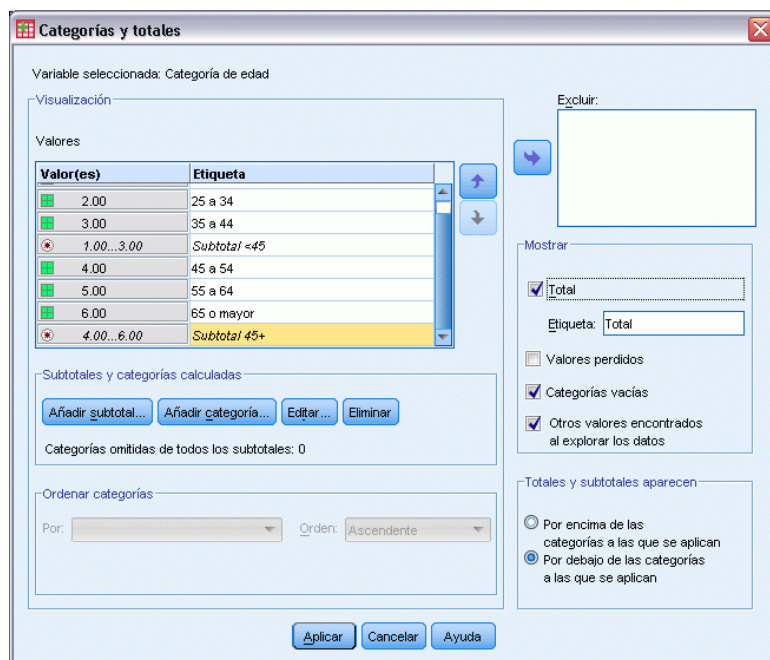 Categorías y totales
Variable seleccionada: Categoría de edad
Visualización
Valores
Valor(es) Etiqueta
2.00 25 a 34
3.00 35 a 44
1.00...3.00 Subtotal <45
4.00 45 a 54
5.00 55 a 64
6.00 65 o mayor
4.00...6.00 Subtotal 45+
Subtotales y categorías calculadas
Añadir subtotal... Añadir categoría... Editar... Eliminar
Categorías omitidas de todos los subtotales: 0
Ordenar categorías
Por: Orden: Ascendente
Excluir:
Mostrar
Total
Etiqueta: Total
Valores perdidos
Categorías vacías
Otros valores encontrados
al explorar los datos
Totales y subtotales aparecen
Por encima de las
categorías a las que se aplican
Por debajo de las categorías
a las que se aplican
Aplicar Cancelar Ayuda